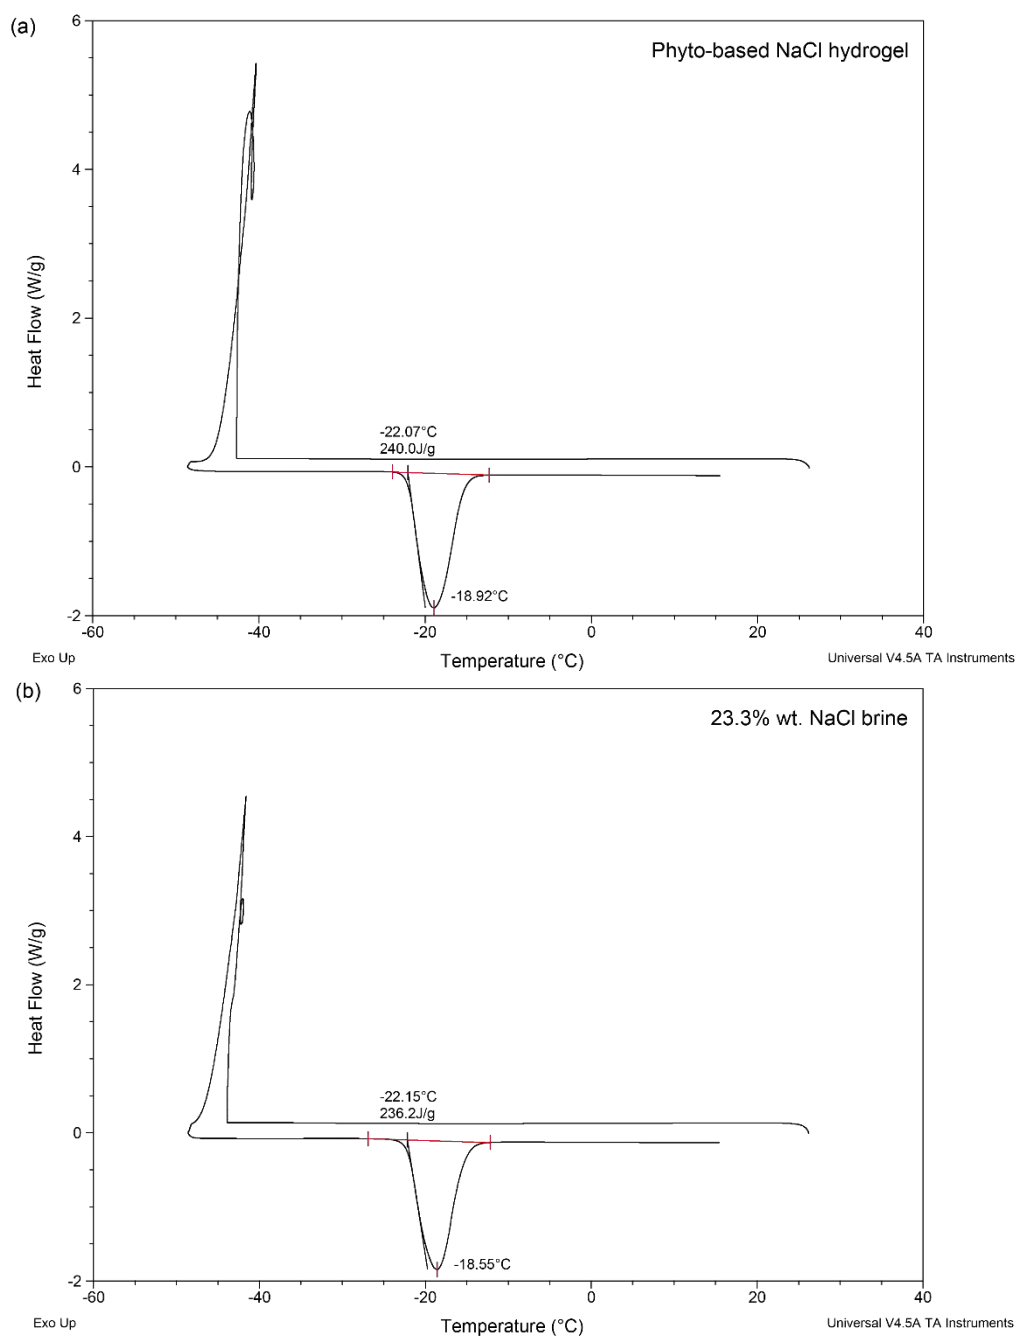 (a)
Phyto-based NaCl hydrogel
6
4
2
0
-2
Heat Flow (W/g)
-22.07°C
240.0J/g
-18.92°C
-60
-40
-20
0
20
40
Exo Up
Temperature (°C)
Universal V4.5A TA Instruments
(b)
23.3% wt. NaCl brine
6
4
2
0
-2
Heat Flow (W/g)
-22.15°C
236.2J/g
-18.55°C
-60
-40
-20
0
20
40
Exo Up
Temperature (°C)
Universal V4.5A TA Instruments